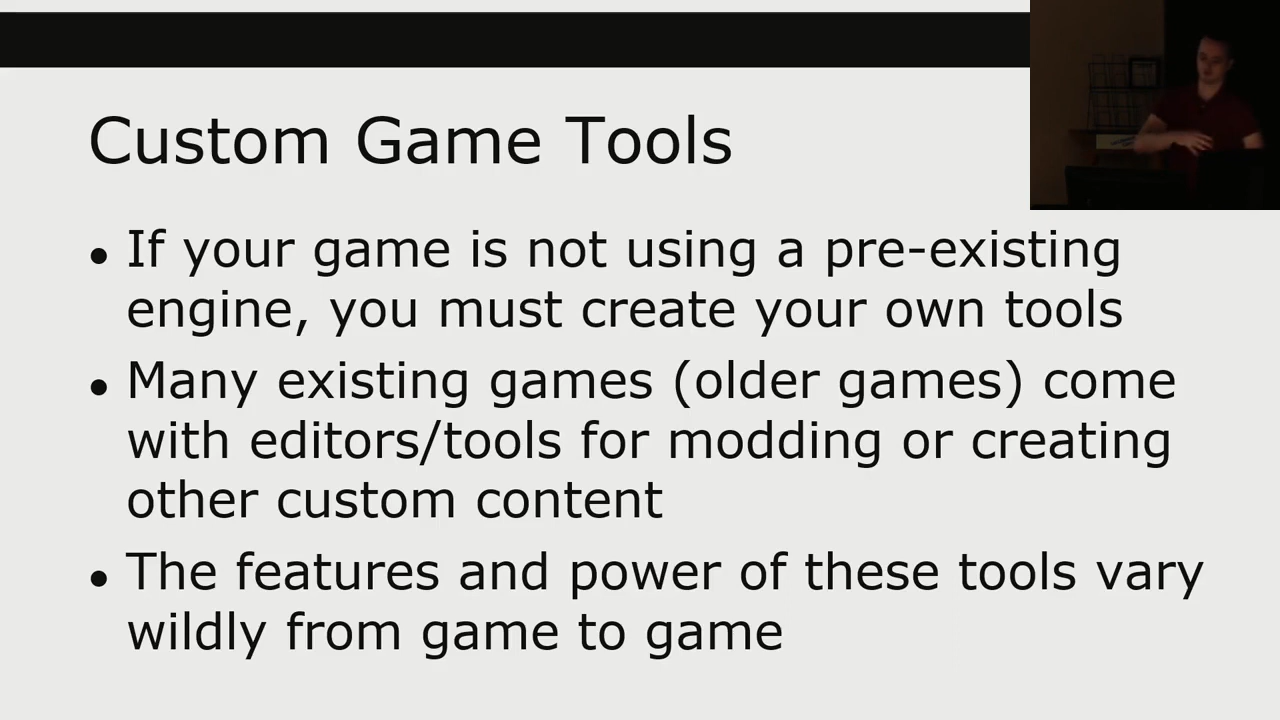 Custom Game Tools
● If your game is not using a pre-existing
engine, you must create your own tools
● Many existing games (older games) come
with editors/tools for modding or creating
other custom content
● The features and power of these tools vary
wildly from game to game